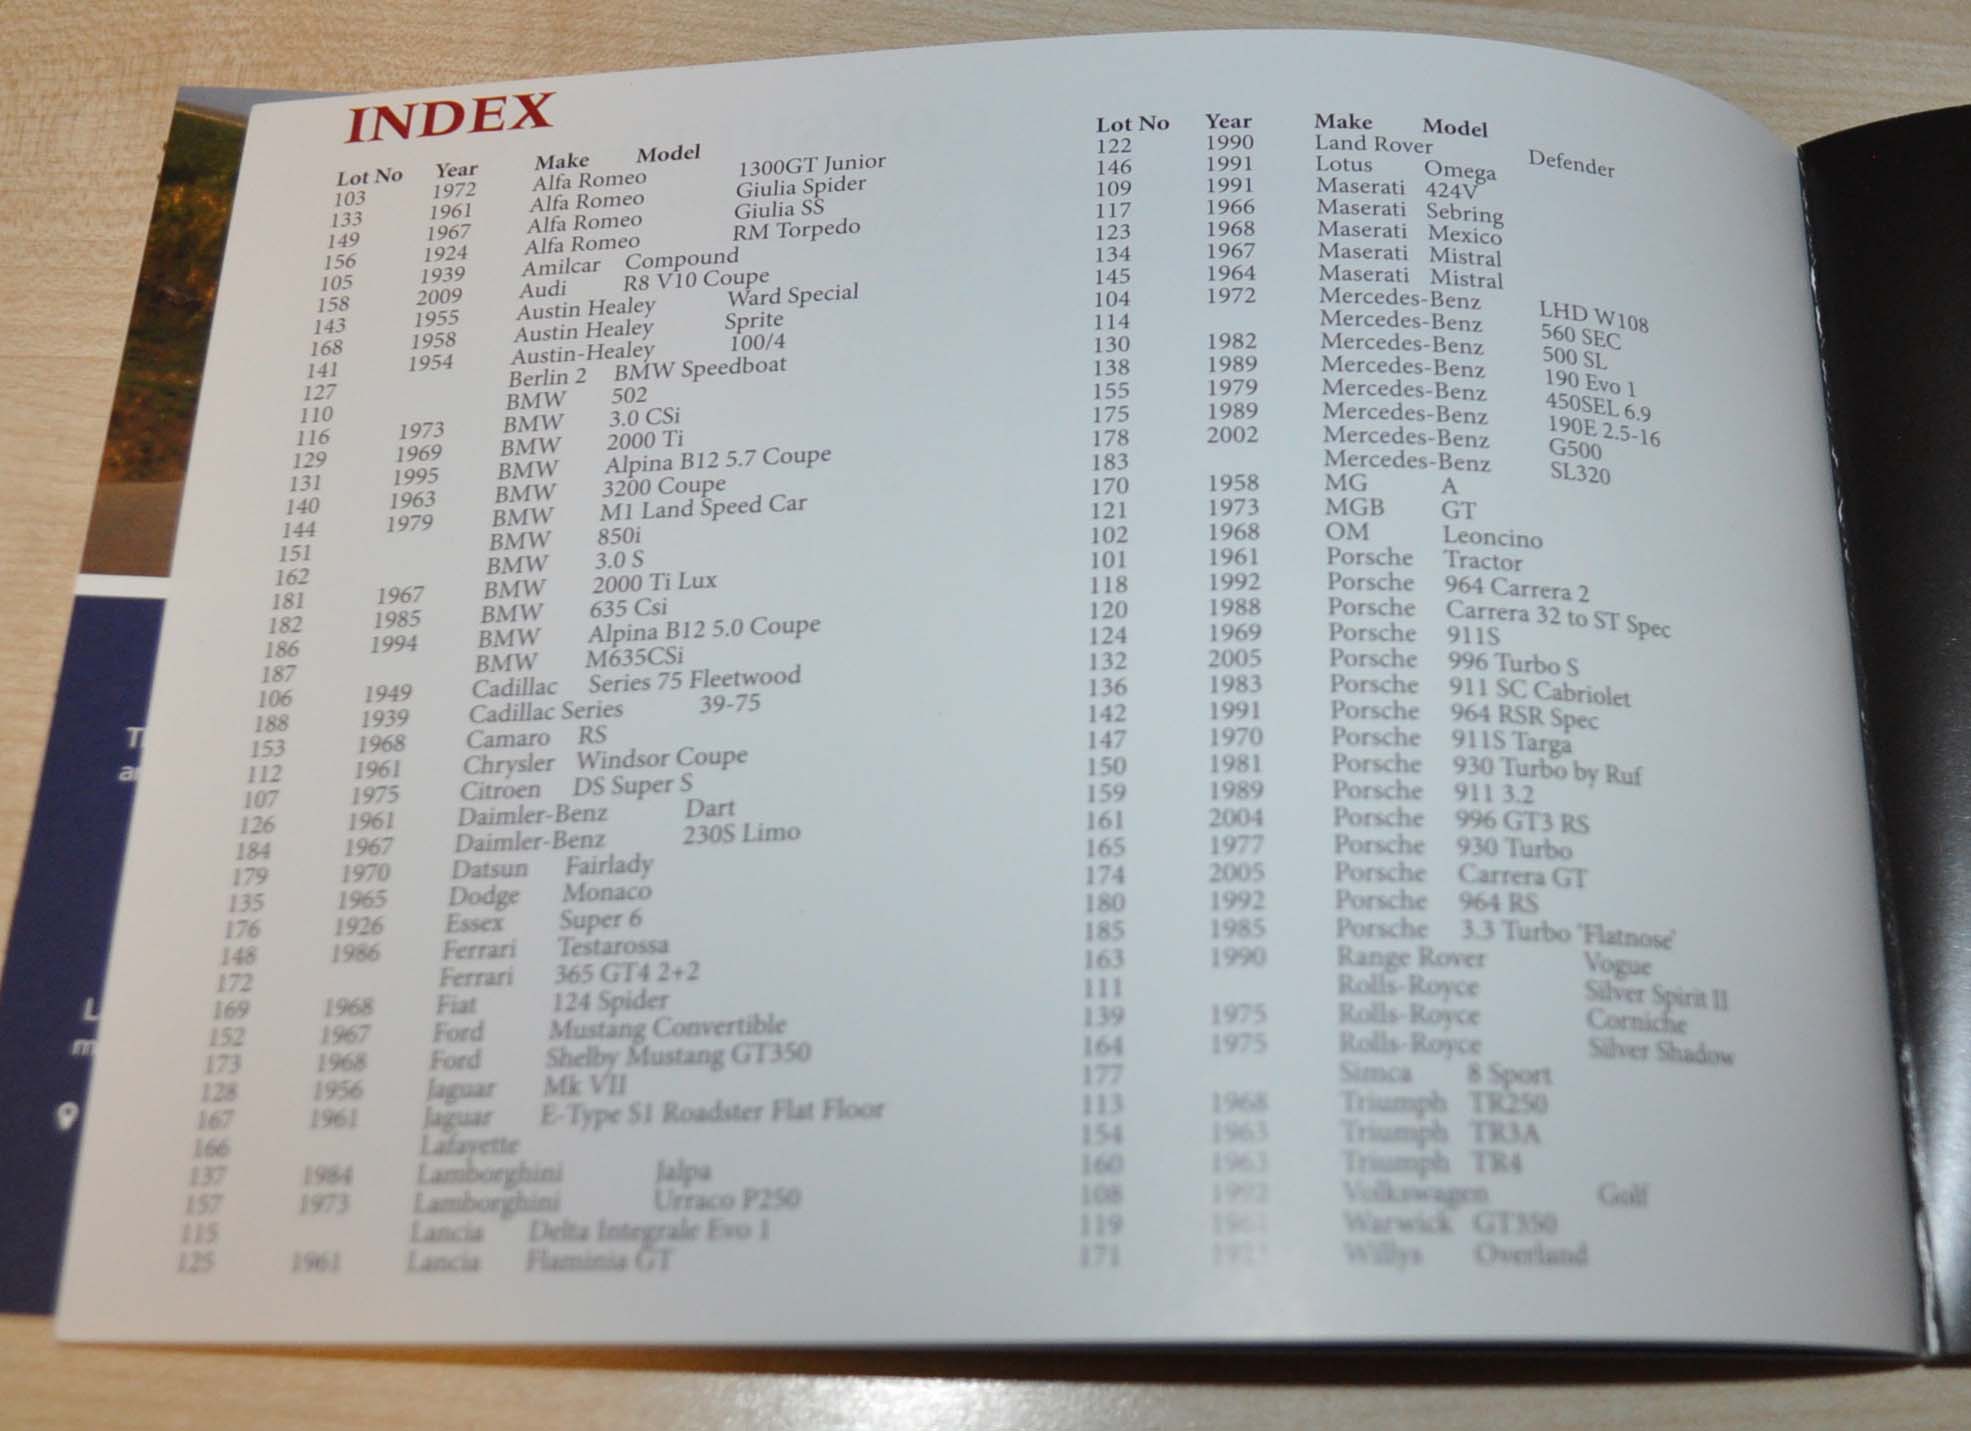 INDEX
Lot No Year Make Model
103 1972 Alfa Romeo 1300GT Junior
133 1961 Alfa Romeo Giulia Spider
149 1967 Alfa Romeo Giulia SS
156 1924 Alfa Romeo RM Torpedo
105 1939 Amilcar Compound
158 2009 Audi R8 V10 Coupe
143 1955 Austin Healey Ward Special
168 1958 Austin Healey Sprite
141 1954 Austin-Healey 100/4
127 Berlin 2 BMW Speedboat
110 BMW 502
116 1973 BMW 3.0 CSi
129 1969 BMW 2000 Ti
131 1995 BMW Alpina B12 5.7 Coupe
140 1963 BMW 3200 Coupe
144 1979 BMW M1 Land Speed Car
151 BMW 850i
162 BMW 3.0 S
181 1967 BMW 2000 Ti Lux
182 1985 BMW 635 Csi
186 1994 BMW Alpina B12 5.0 Coupe
187 BMW M635CSi
106 1949 Cadillac Series 75 Fleetwood
188 1939 Cadillac Series 39-75
153 1968 Camaro RS
112 1961 Chrysler Windsor Coupe
107 1975 Citroen DS Super S
126 1961 Daimler-Benz Dart
184 1967 Daimler-Benz 230S Limo
179 1970 Datsun Fairlady
135 1965 Dodge Monaco
176 1926 Essex Super 6
148 1986 Ferrari Testarossa
172 Ferrari 365 GT4 2+2
169 1968 Fiat 124 Spider
152 1967 Ford Mustang Convertible
173 1968 Ford Shelby Mustang GT350
128 1956 Jaguar Mk VII
167 1961 Jaguar E-Type S1 Roadster Flat Floor
166 Lafayette
137 1984 Lamborghini Jalpa
157 1973 Lamborghini Urraco P250
115 Lancia Delta Integrale Evo 1
125 1961 Lancia Flaminia GT
Lot No Year Make Model
122 1990 Land Rover Defender
146 1991 Lotus Omega
109 1991 Maserati 424V
117 1966 Maserati Sebring
123 1968 Maserati Mexico
134 1967 Maserati Mistral
145 1964 Maserati Mistral
104 1972 Mercedes-Benz LHD W108
114 Mercedes-Benz 560 SEC
130 1982 Mercedes-Benz 500 SL
138 1989 Mercedes-Benz 190 Evo 1
155 1979 Mercedes-Benz 450SEL 6.9
175 1989 Mercedes-Benz 190E 2.5-16
178 2002 Mercedes-Benz G500
183 Mercedes-Benz SL320
170 1958 MG A
121 1973 MGB GT
102 1968 OM Leoncino
101 1961 Porsche Tractor
118 1992 Porsche 964 Carrera 2
120 1988 Porsche Carrera 32 to ST Spec
124 1969 Porsche 911S
132 2005 Porsche 996 Turbo S
136 1983 Porsche 911 SC Cabriolet
142 1991 Porsche 964 RSR Spec
147 1970 Porsche 911S Targa
150 1981 Porsche 930 Turbo by Ruf
159 1989 Porsche 911 3.2
161 2004 Porsche 996 GT3 RS
165 1977 Porsche 930 Turbo
174 2005 Porsche Carrera GT
180 1992 Porsche 964 RS
185 1985 Porsche 3.3 Turbo 'Flatnose'
163 1990 Range Rover Vogue
111 Rolls-Royce Silver Spirit II
139 1975 Rolls-Royce Corniche
164 1975 Rolls-Royce Silver Shadow
177 Simca 8 Sport
113 1968 Triumph TR250
154 1963 Triumph TR3A
160 1963 Triumph TR4
108 1992 Volkswagen Golf
119 Warwick GT350
171 Willys Overland